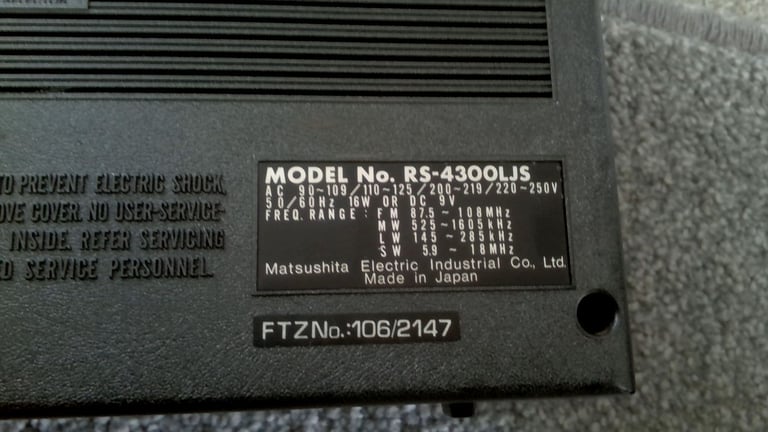 TO PREVENT ELECTRIC SHOCK,
COVER. NO USER-SERVICE-
INSIDE. REFER SERVICING
SERVICE PERSONNEL.
MODEL No. RS-4300LJS
AC 90~109/110~125/200~219/220~250V
50/60Hz 16W OR DC 9V
FREQ. RANGE : FM 87.5~108MHz
MW 525~1605kHz
LW 145~285kHz
SW 5.9~18MHz
Matsushita Electric Industrial Co., Ltd.
Made in Japan
FTZNo.:106/2147